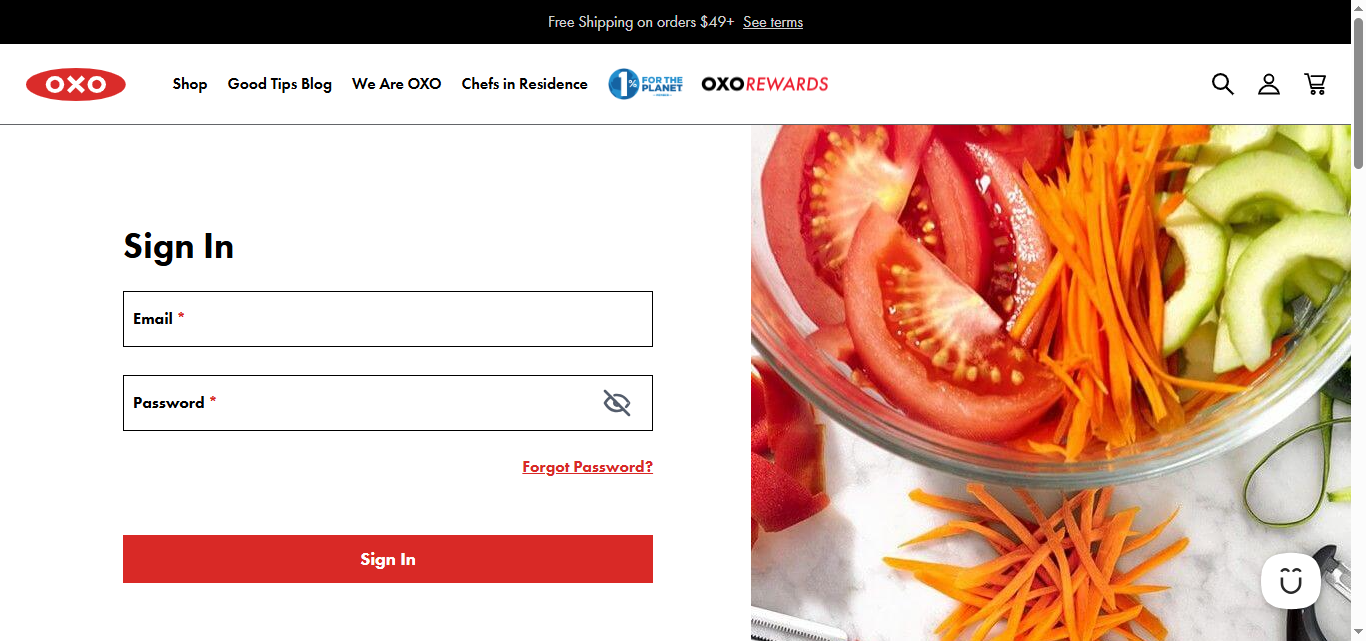 Free Shipping on orders $49+ See terms
OXO Shop Good Tips Blog We Are OXO Chefs in Residence 1% FOR THE PLANET OXOREWARDS
Sign In
Email *
Password *
Forgot Password?
Sign In